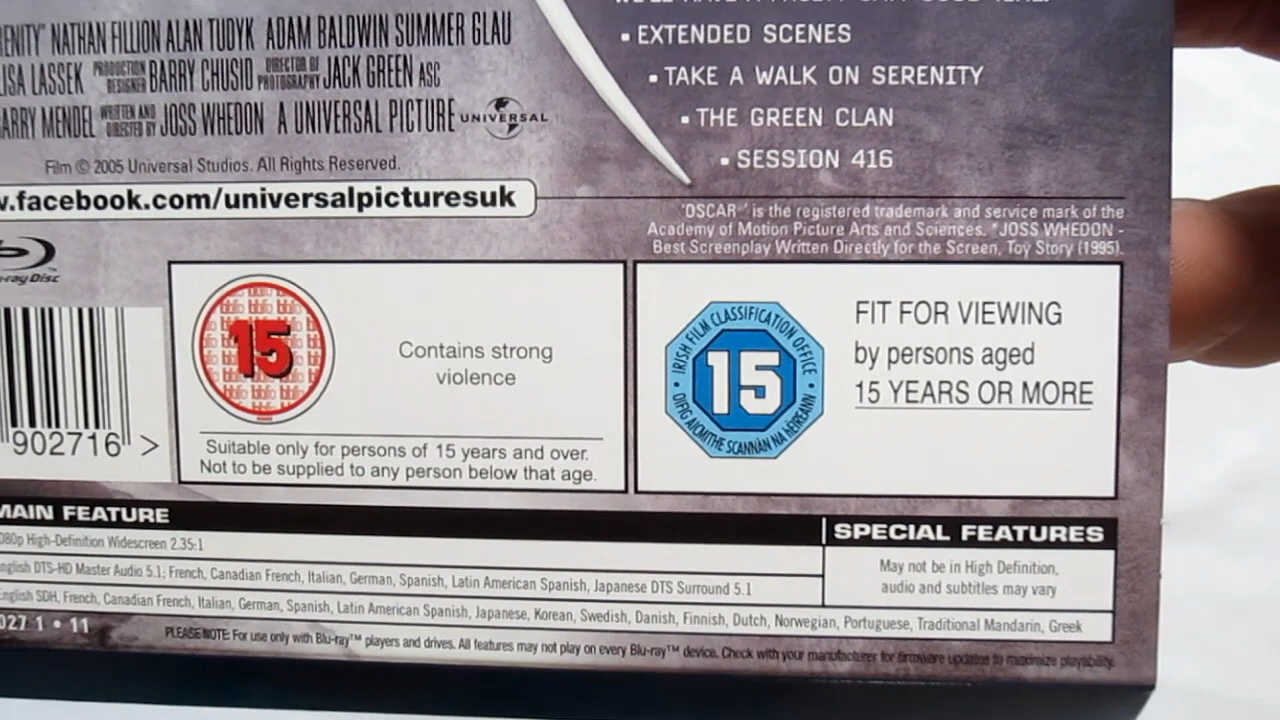 ENITY" NATHAN FILLION ALAN TUDYK ADAM BALDWIN SUMMER GLAU
ISA LASSEK PRODUCTION DESIGNER BARRY CHUSID DIRECTOR OF PHOTOGRAPHY JACK GREEN ASC
ARRY MENDEL WRITTEN AND DIRECTED BY JOSS WHEDON A UNIVERSAL PICTURE UNIVERSAL
Film © 2005 Universal Studios. All Rights Reserved.
w.facebook.com/universalpicturesuk
▪ EXTENDED SCENES
▪ TAKE A WALK ON SERENITY
▪ THE GREEN CLAN
▪ SESSION 416
'OSCAR®' is the registered trademark and service mark of the
Academy of Motion Picture Arts and Sciences. *JOSS WHEDON -
Best Screenplay Written Directly for the Screen, Toy Story (1995).
-ray Disc
902716 >
15
Contains strong
violence
Suitable only for persons of 15 years and over.
Not to be supplied to any person below that age.
IRISH FILM CLASSIFICATION OFFICE
15
OIFIG AICMITHE SCANNÁN NA hÉIREANN
FIT FOR VIEWING
by persons aged
15 YEARS OR MORE
MAIN FEATURE
080p High-Definition Widescreen 2.35:1
nglish DTS-HD Master Audio 5.1; French, Canadian French, Italian, German, Spanish, Latin American Spanish, Japanese DTS Surround 5.1
nglish SDH, French, Canadian French, Italian, German, Spanish, Latin American Spanish, Japanese, Korean, Swedish, Danish, Finnish, Dutch, Norwegian, Portuguese, Traditional Mandarin, Greek
SPECIAL FEATURES
May not be in High Definition,
audio and subtitles may vary
027 1 • 11
PLEASE NOTE: For use only with Blu-ray™ players and drives. All features may not play on every Blu-ray™ device. Check with your manufacturer for firmware updates to maximize playability.